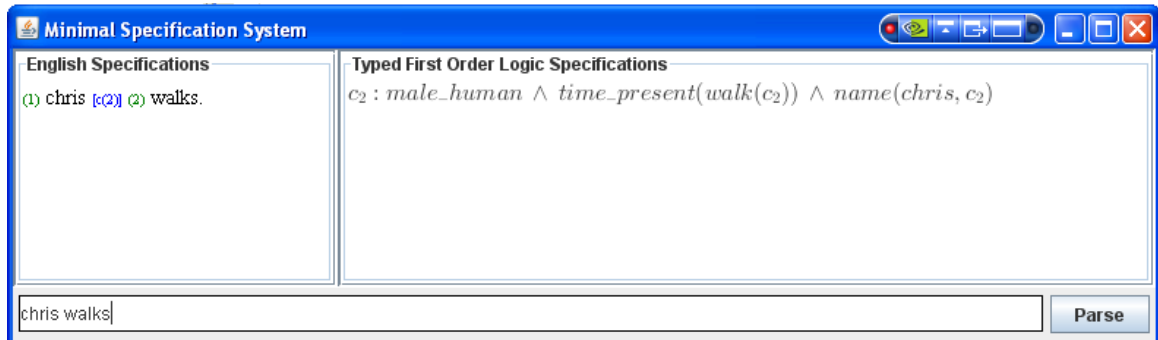 Minimal Specification System
English Specifications
(1) chris [c(2)] (2) walks.
Typed First Order Logic Specifications
c₂ : male_human ∧ time_present(walk(c₂)) ∧ name(chris, c₂)
chris walks
Parse